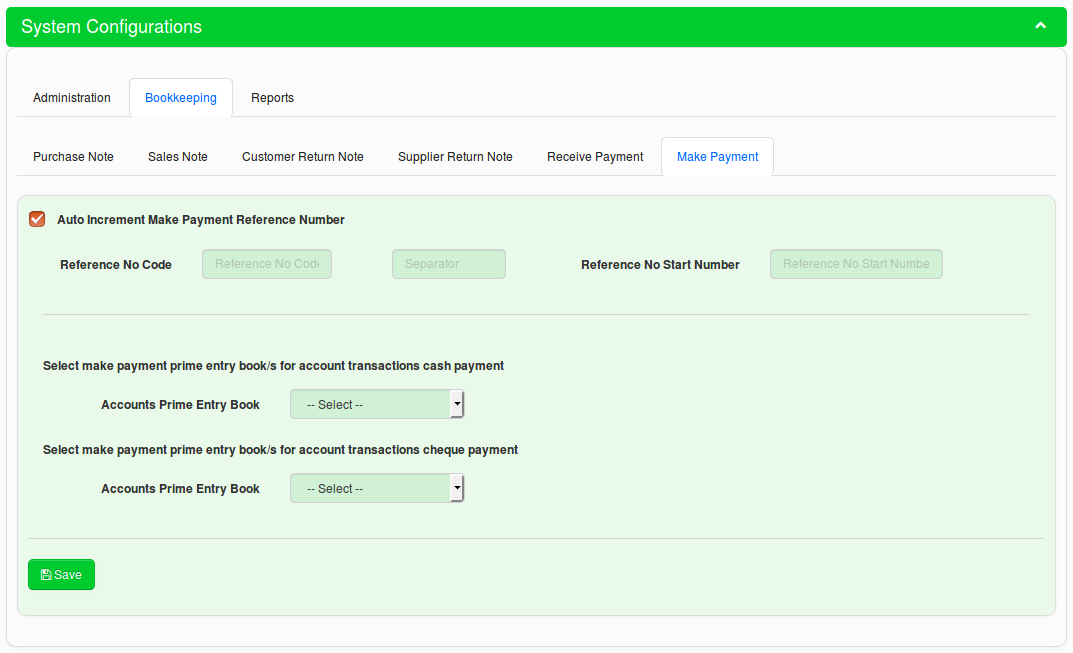 System Configurations
Administration Bookkeeping Reports
Purchase Note Sales Note Customer Return Note Supplier Return Note Receive Payment Make Payment
Auto Increment Make Payment Reference Number
Reference No Code Reference No Code Separator Reference No Start Number Reference No Start Numbe
Select make payment prime entry book/s for account transactions cash payment
Accounts Prime Entry Book -- Select --
Select make payment prime entry book/s for account transactions cheque payment
Accounts Prime Entry Book -- Select --
Save